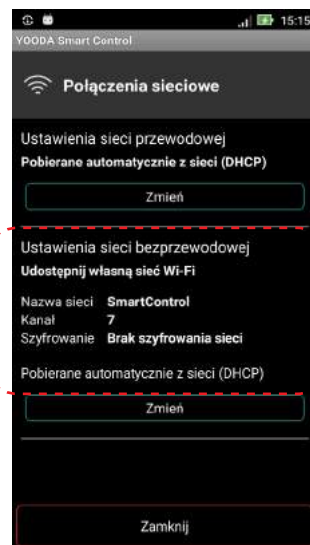 15:15
YOODA Smart Control
Połączenia sieciowe
Ustawienia sieci przewodowej
Pobierane automatycznie z sieci (DHCP)
Zmień
Ustawienia sieci bezprzewodowej
Udostępnij własną sieć Wi-Fi
Nazwa sieci SmartControl
Kanał 7
Szyfrowanie Brak szyfrowania sieci
Pobierane automatycznie z sieci (DHCP)
Zmień
Zamknij